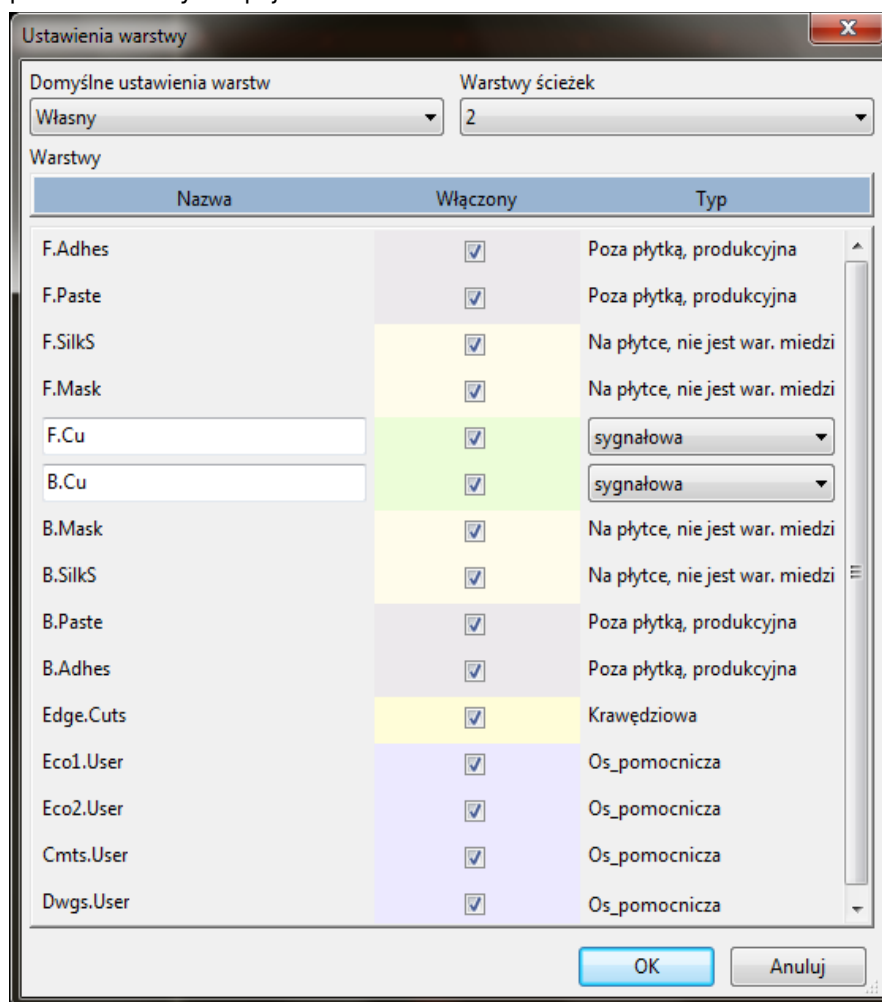 Ustawienia warstwy
Domyślne ustawienia warstw Warstwy ścieżek
Własny 2
Warstwy
Nazwa Włączony Typ
F.Adhes Poza płytką, produkcyjna
F.Paste Poza płytką, produkcyjna
F.SilkS Na płytce, nie jest war. miedzi
F.Mask Na płytce, nie jest war. miedzi
F.Cu sygnałowa
B.Cu sygnałowa
B.Mask Na płytce, nie jest war. miedzi
B.SilkS Na płytce, nie jest war. miedzi
B.Paste Poza płytką, produkcyjna
B.Adhes Poza płytką, produkcyjna
Edge.Cuts Krawędziowa
Eco1.User Os_pomocnicza
Eco2.User Os_pomocnicza
Cmts.User Os_pomocnicza
Dwgs.User Os_pomocnicza
OK Anuluj